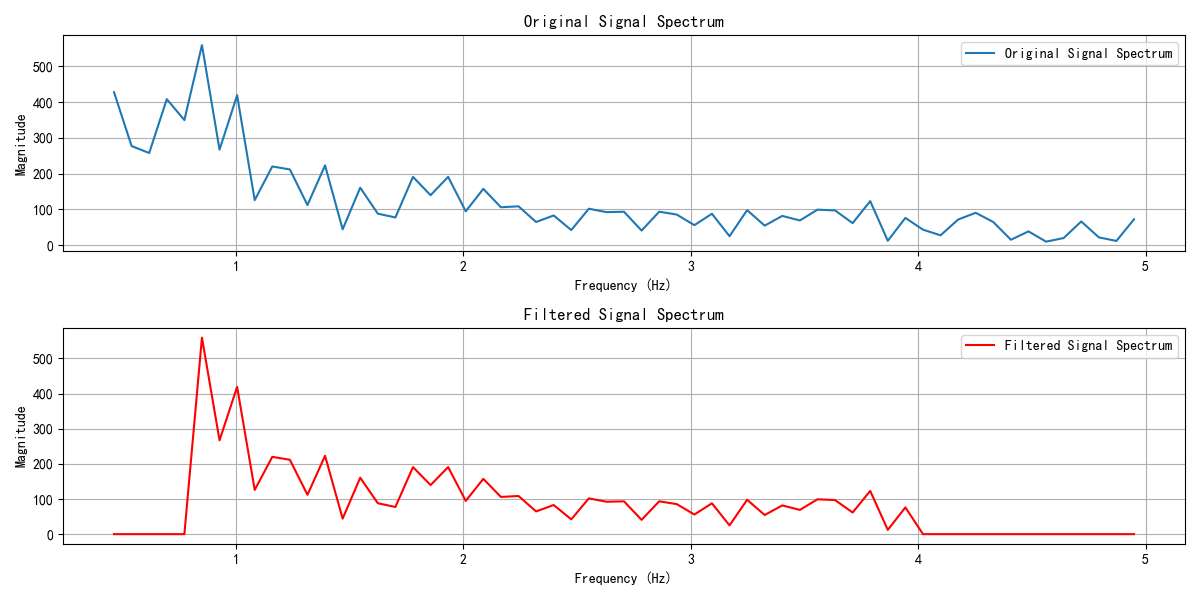 Original Signal Spectrum
Original Signal Spectrum
Magnitude
500
400
300
200
100
0
1
2
3
4
5
Frequency (Hz)
Filtered Signal Spectrum
Filtered Signal Spectrum
Magnitude
500
400
300
200
100
0
1
2
3
4
5
Frequency (Hz)